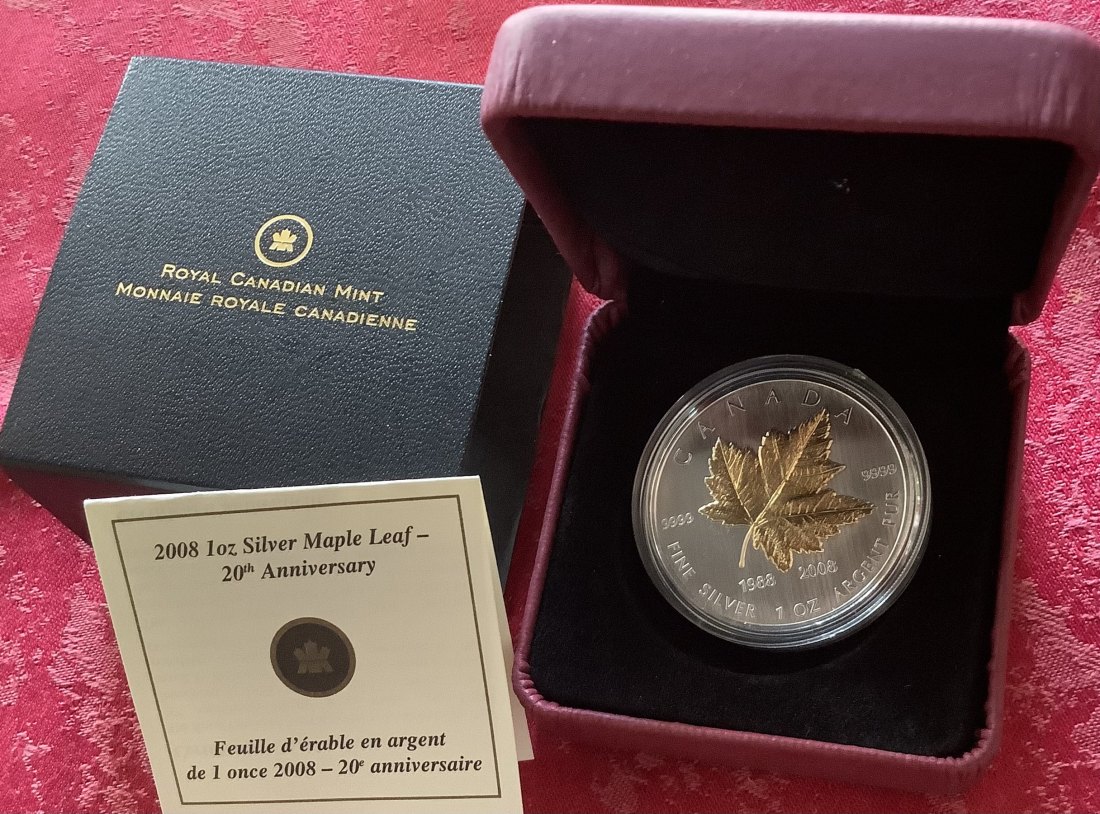 ROYAL CANADIAN MINT
MONNAIE ROYALE CANADIENNE
2008 1oz Silver Maple Leaf –
20th Anniversary
Feuille d'érable en argent
de 1 once 2008 – 20e anniversaire
CANADA
9999
9999
1988 2008
FINE SILVER 1 OZ ARGENT PUR